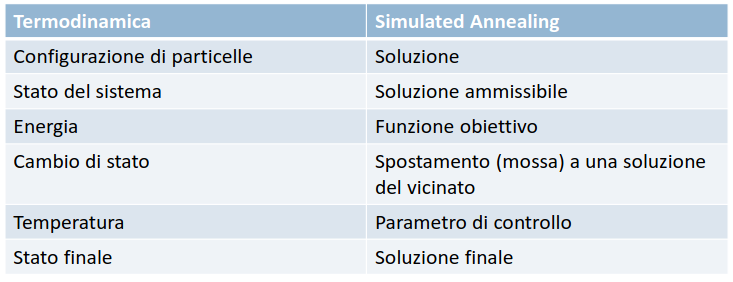 Termodinamica Simulated Annealing
Configurazione di particelle Soluzione
Stato del sistema Soluzione ammissibile
Energia Funzione obiettivo
Cambio di stato Spostamento (mossa) a una soluzione
del vicinato
Temperatura Parametro di controllo
Stato finale Soluzione finale